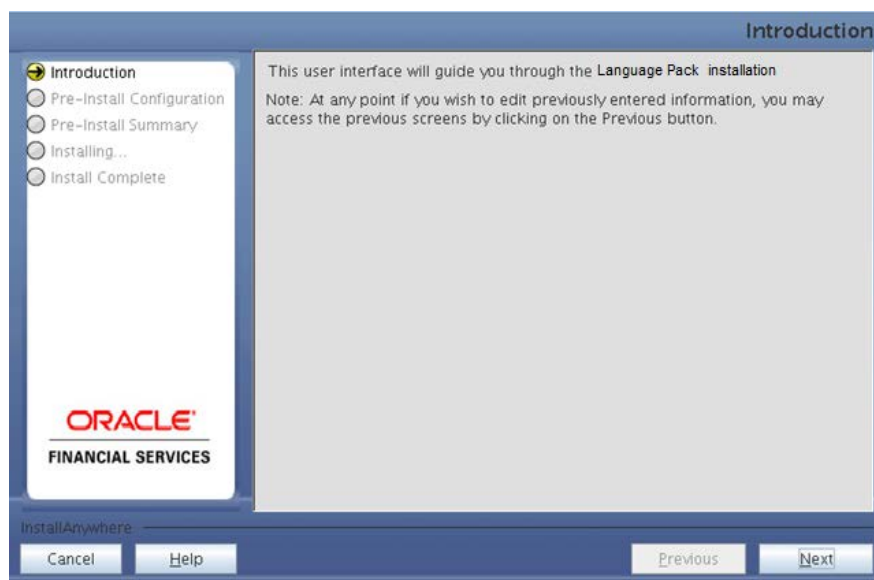 Introduction
Introduction
Pre-Install Configuration
Pre-Install Summary
Installing...
Install Complete
This user interface will guide you through the Language Pack installation
Note: At any point if you wish to edit previously entered information, you may
access the previous screens by clicking on the Previous button.
ORACLE'
FINANCIAL SERVICES
InstallAnywhere
Cancel Help Previous Next